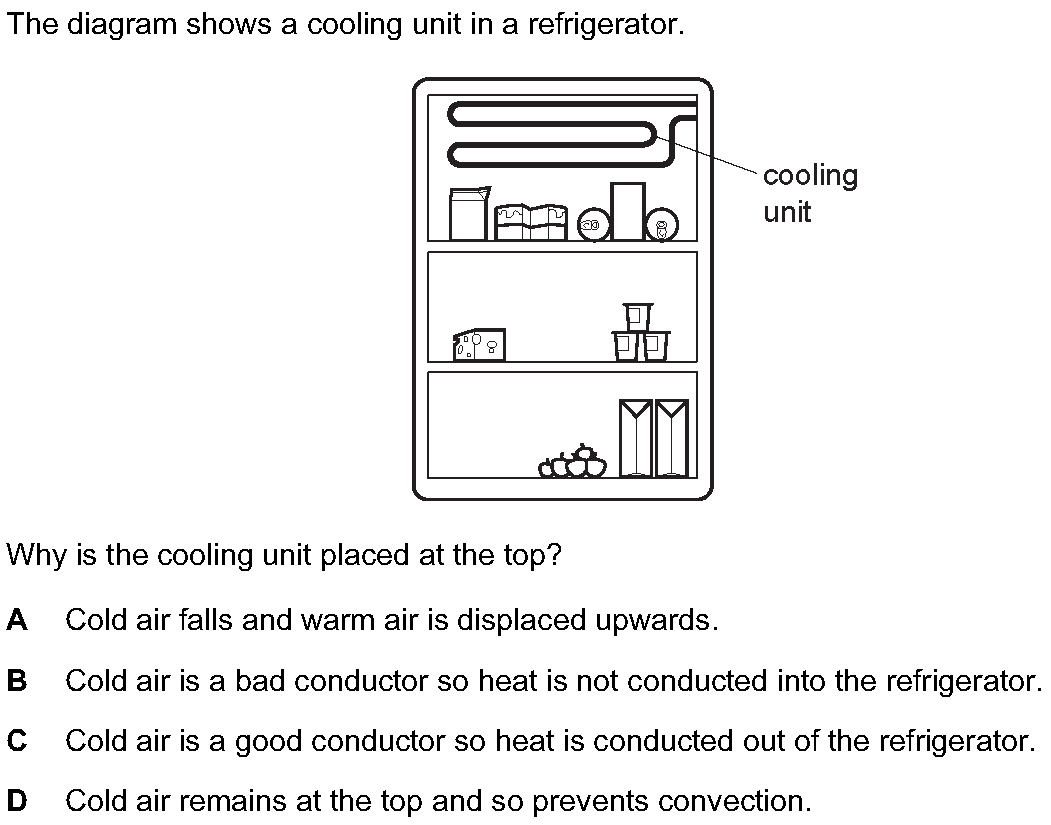 The diagram shows a cooling unit in a refrigerator.
cooling
unit
Why is the cooling unit placed at the top?
A Cold air falls and warm air is displaced upwards.
B Cold air is a bad conductor so heat is not conducted into the refrigerator.
C Cold air is a good conductor so heat is conducted out of the refrigerator.
D Cold air remains at the top and so prevents convection.